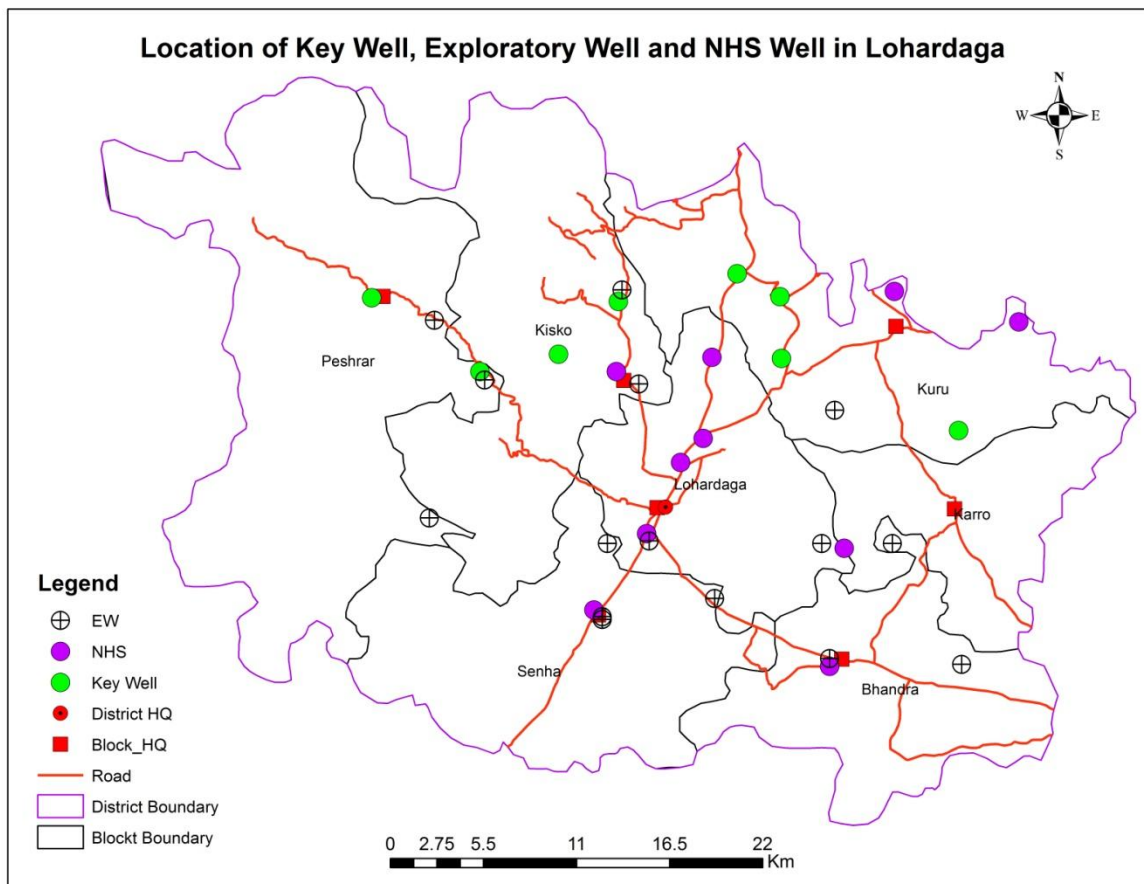 Location of Key Well, Exploratory Well and NHS Well in Lohardaga
N
W E
S
Kisko
Peshrar
Kuru
Lohardaga
Karro
Senha
Bhandra
Legend
EW
NHS
Key Well
District HQ
Block_HQ
Road
District Boundary
Blockt Boundary
0 2.75 5.5 11 16.5 22
Km